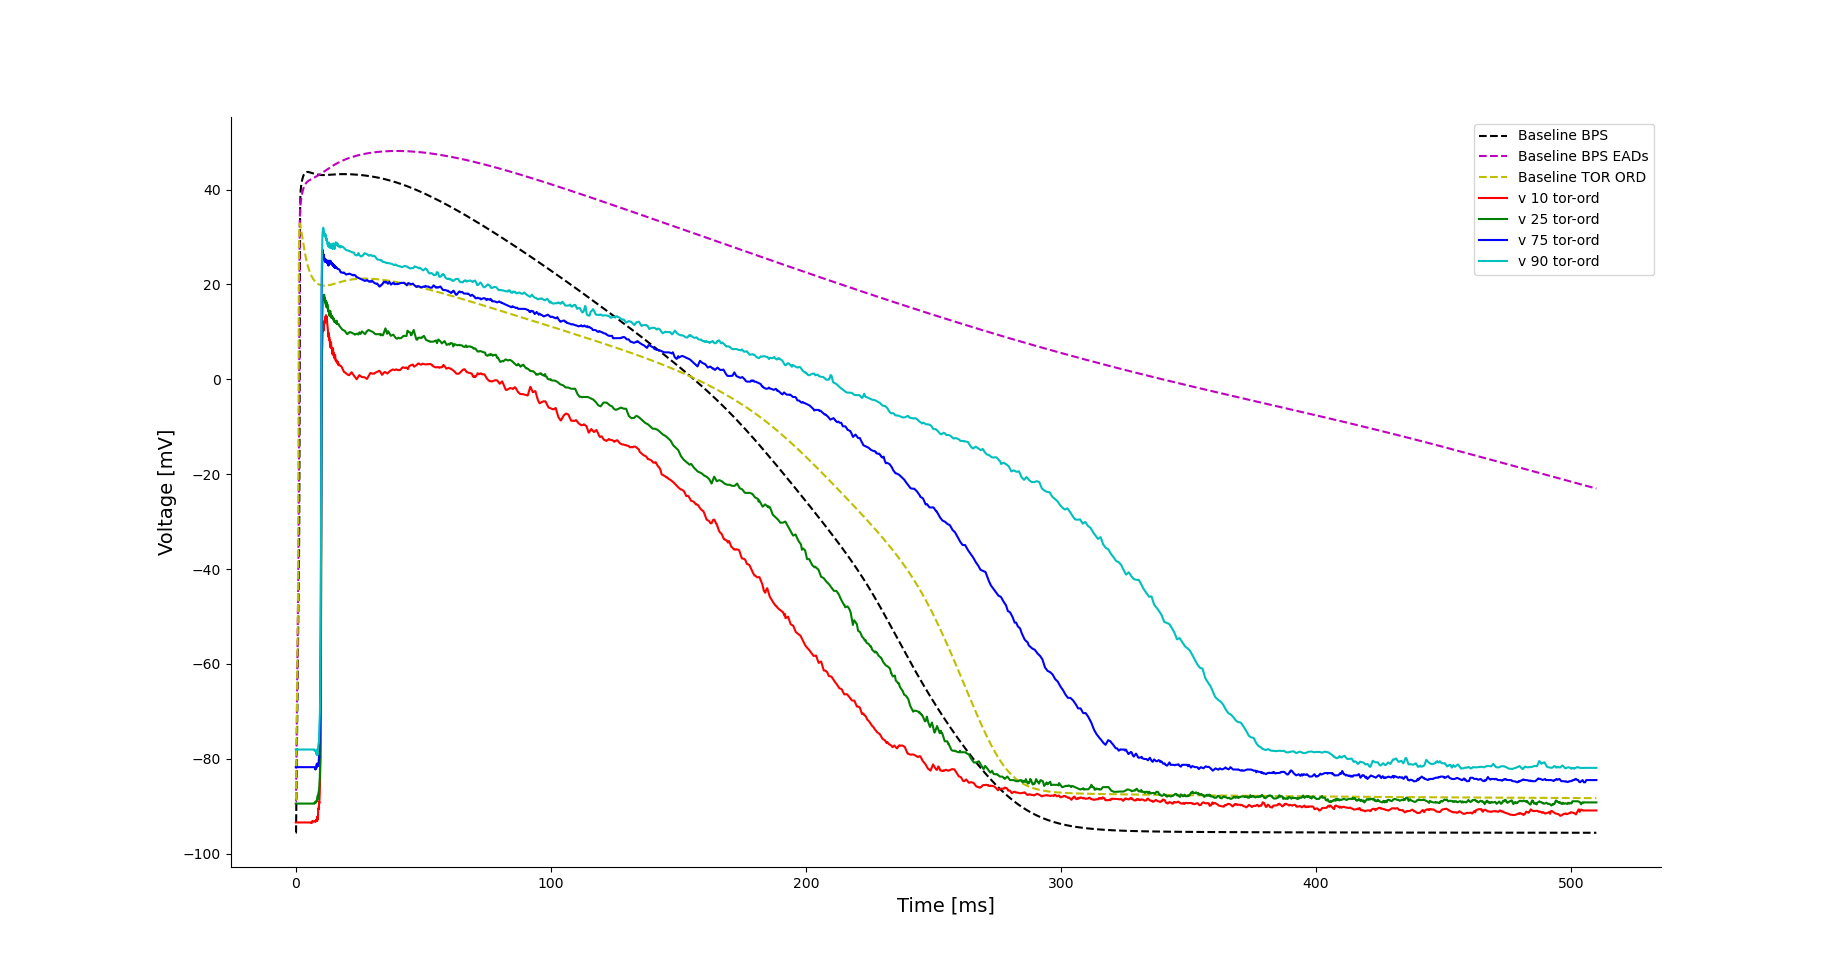 Baseline BPS
Baseline BPS EADs
Baseline TOR ORD
v 10 tor-ord
v 25 tor-ord
v 75 tor-ord
v 90 tor-ord
40
20
0
−20
−40
−60
−80
−100
Voltage [mV]
0 100 200 300 400 500
Time [ms]